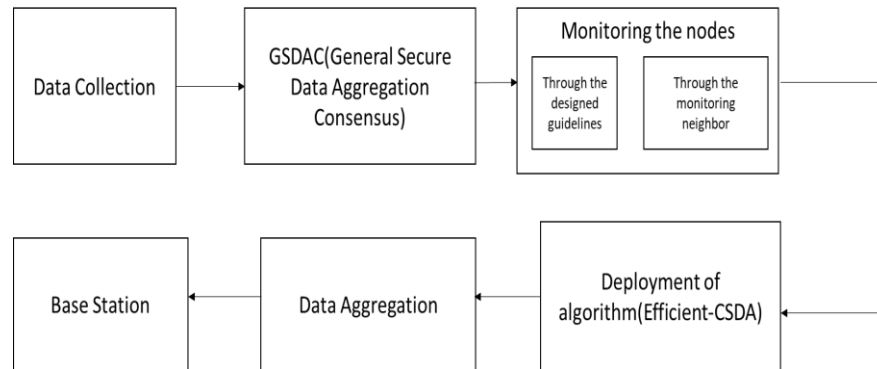 Data Collection
GSDAC(General Secure
Data Aggregation
Consensus)
Monitoring the nodes
Through the
designed
guidelines
Through the
monitoring
neighbor
Base Station
Data Aggregation
Deployment of
algorithm(Efficient-CSDA)